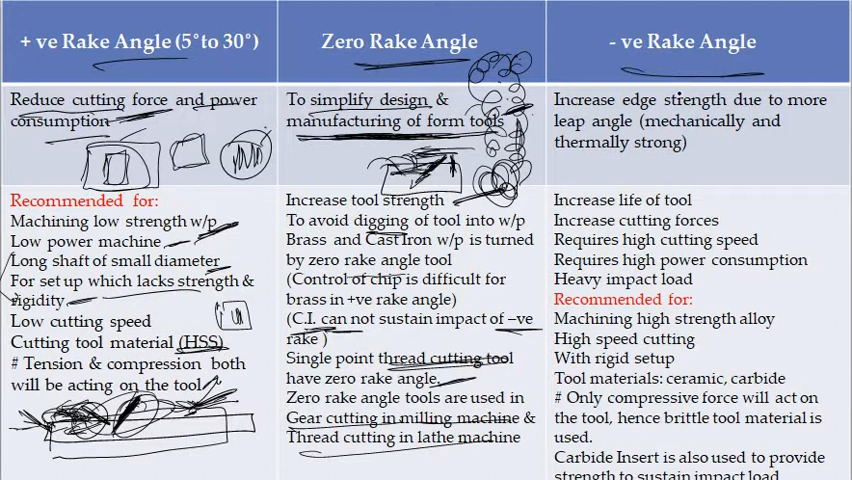 + ve Rake Angle (5˚to 30˚)
Zero Rake Angle
- ve Rake Angle
Reduce cutting force and power
consumption
To simplify design &
manufacturing of form tools
Increase edge strength due to more
leap angle (mechanically and
thermally strong)
Recommended for:
Machining low strength w/p
Low power machine
Long shaft of small diameter
For set up which lacks strength &
rigidity
Low cutting speed
Cutting tool material (HSS)
# Tension & compression both
will be acting on the tool
Increase tool strength
To avoid digging of tool into w/p
Brass and Cast Iron w/p is turned
by zero rake angle tool
(Control of chip is difficult for
brass in +ve rake angle)
(C.I. can not sustain impact of –ve
rake )
Single point thread cutting tool
have zero rake angle.
Zero rake angle tools are used in
Gear cutting in milling machine &
Thread cutting in lathe machine
Increase life of tool
Increase cutting forces
Requires high cutting speed
Requires high power consumption
Heavy impact load
Recommended for:
Machining high strength alloy
High speed cutting
With rigid setup
Tool materials: ceramic, carbide
# Only compressive force will act on
the tool, hence brittle tool material is
used.
Carbide Insert is also used to provide
strength to sustain impact load